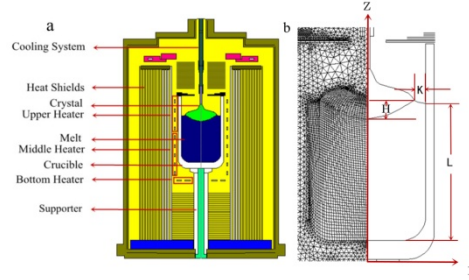 a
Cooling System
Heat Shields
Crystal
Upper Heater
Melt
Middle Heater
Crucible
Bottom Heater
Supporter
b
Z
K
H
L